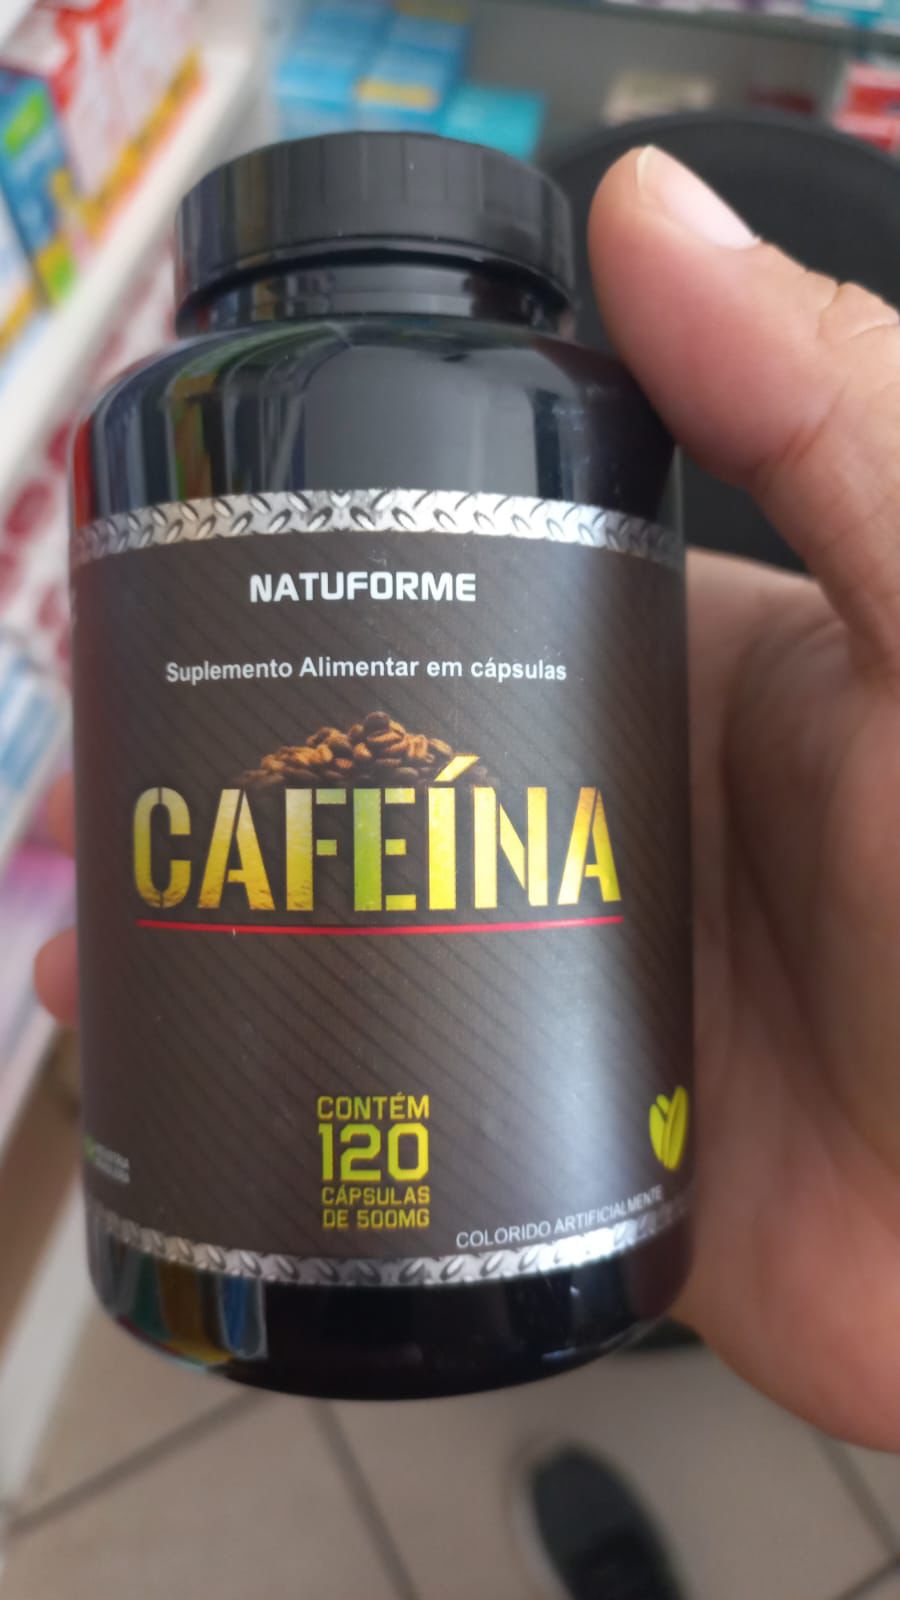 NATUFORME
Suplemento Alimentar em cápsulas
CAFEÍNA
CONTÉM
120
CÁPSULAS
DE 500MG
COLORIDO ARTIFICIALMENTE